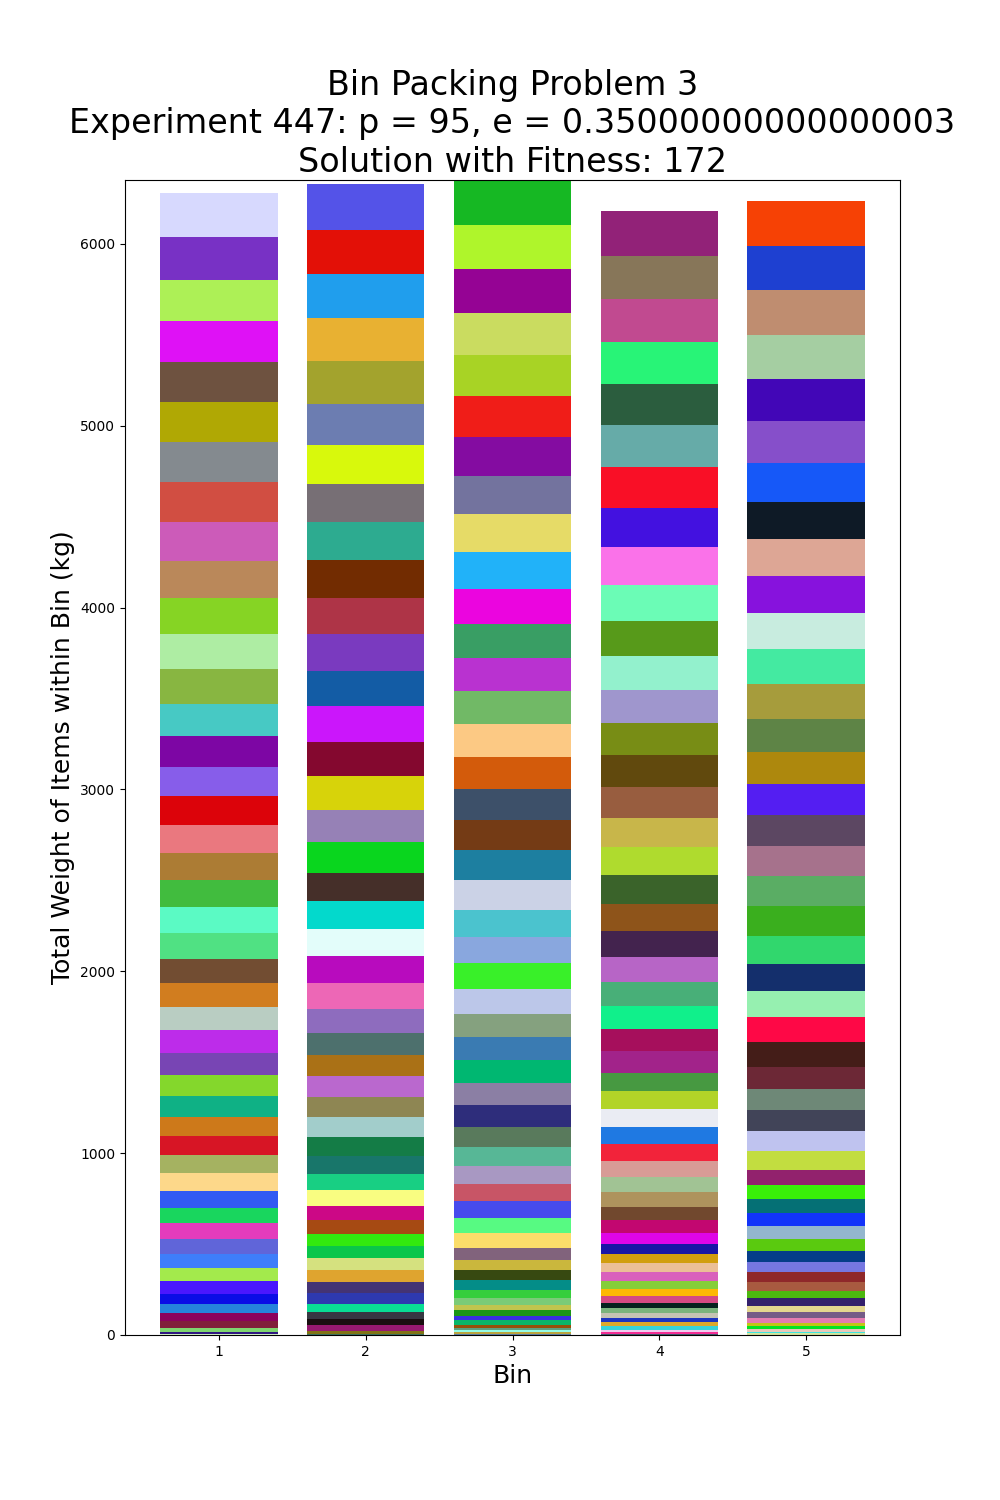 Bin Packing Problem 3
Experiment 447: p = 95, e = 0.35000000000000003
Solution with Fitness: 172
6000
5000
4000
3000
2000
1000
0
Total Weight of Items within Bin (kg)
1 2 3 4 5
Bin